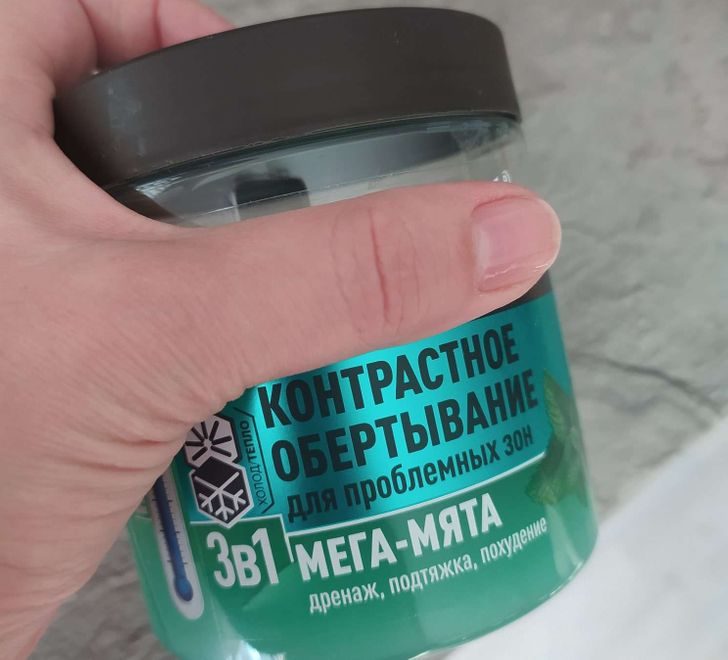 КОНТРАСТНОЕ
ОБЕРТЫВАНИЕ
для проблемных зон
ХОЛОД/ТЕПЛО/
3в1
МЕГА-МЯТА
дренаж, подтяжка, похудение